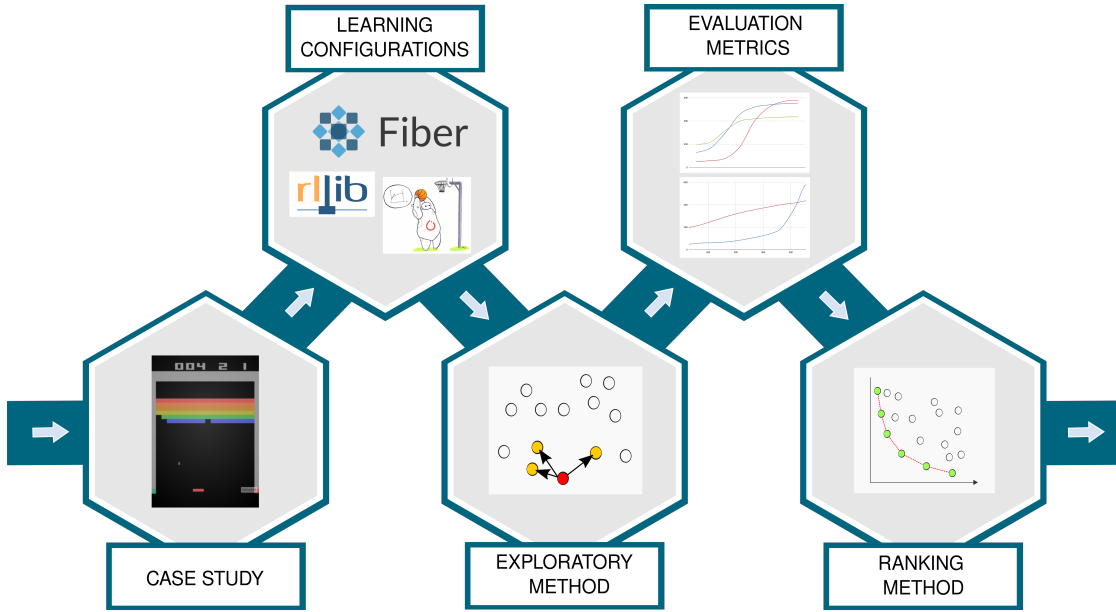 LEARNING
CONFIGURATIONS
EVALUATION
METRICS
Fiber
rllib
004 2 1
CASE STUDY
EXPLORATORY
METHOD
RANKING
METHOD